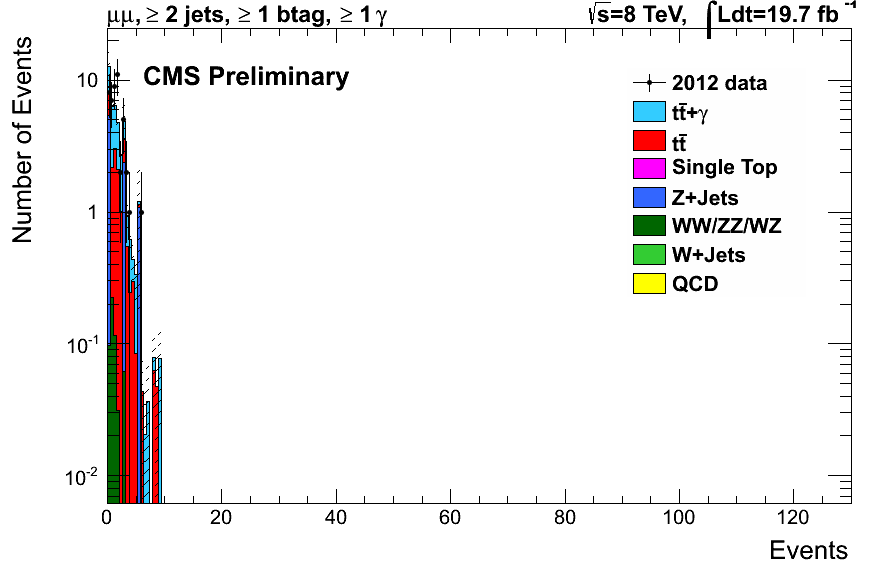 μμ, ≥ 2 jets, ≥ 1 btag, ≥ 1 γ
√s=8 TeV, ∫Ldt=19.7 fb⁻¹
CMS Preliminary
Number of Events
10
1
10⁻¹
10⁻²
2012 data
tt̄+γ
tt̄
Single Top
Z+Jets
WW/ZZ/WZ
W+Jets
QCD
0 20 40 60 80 100 120
Events